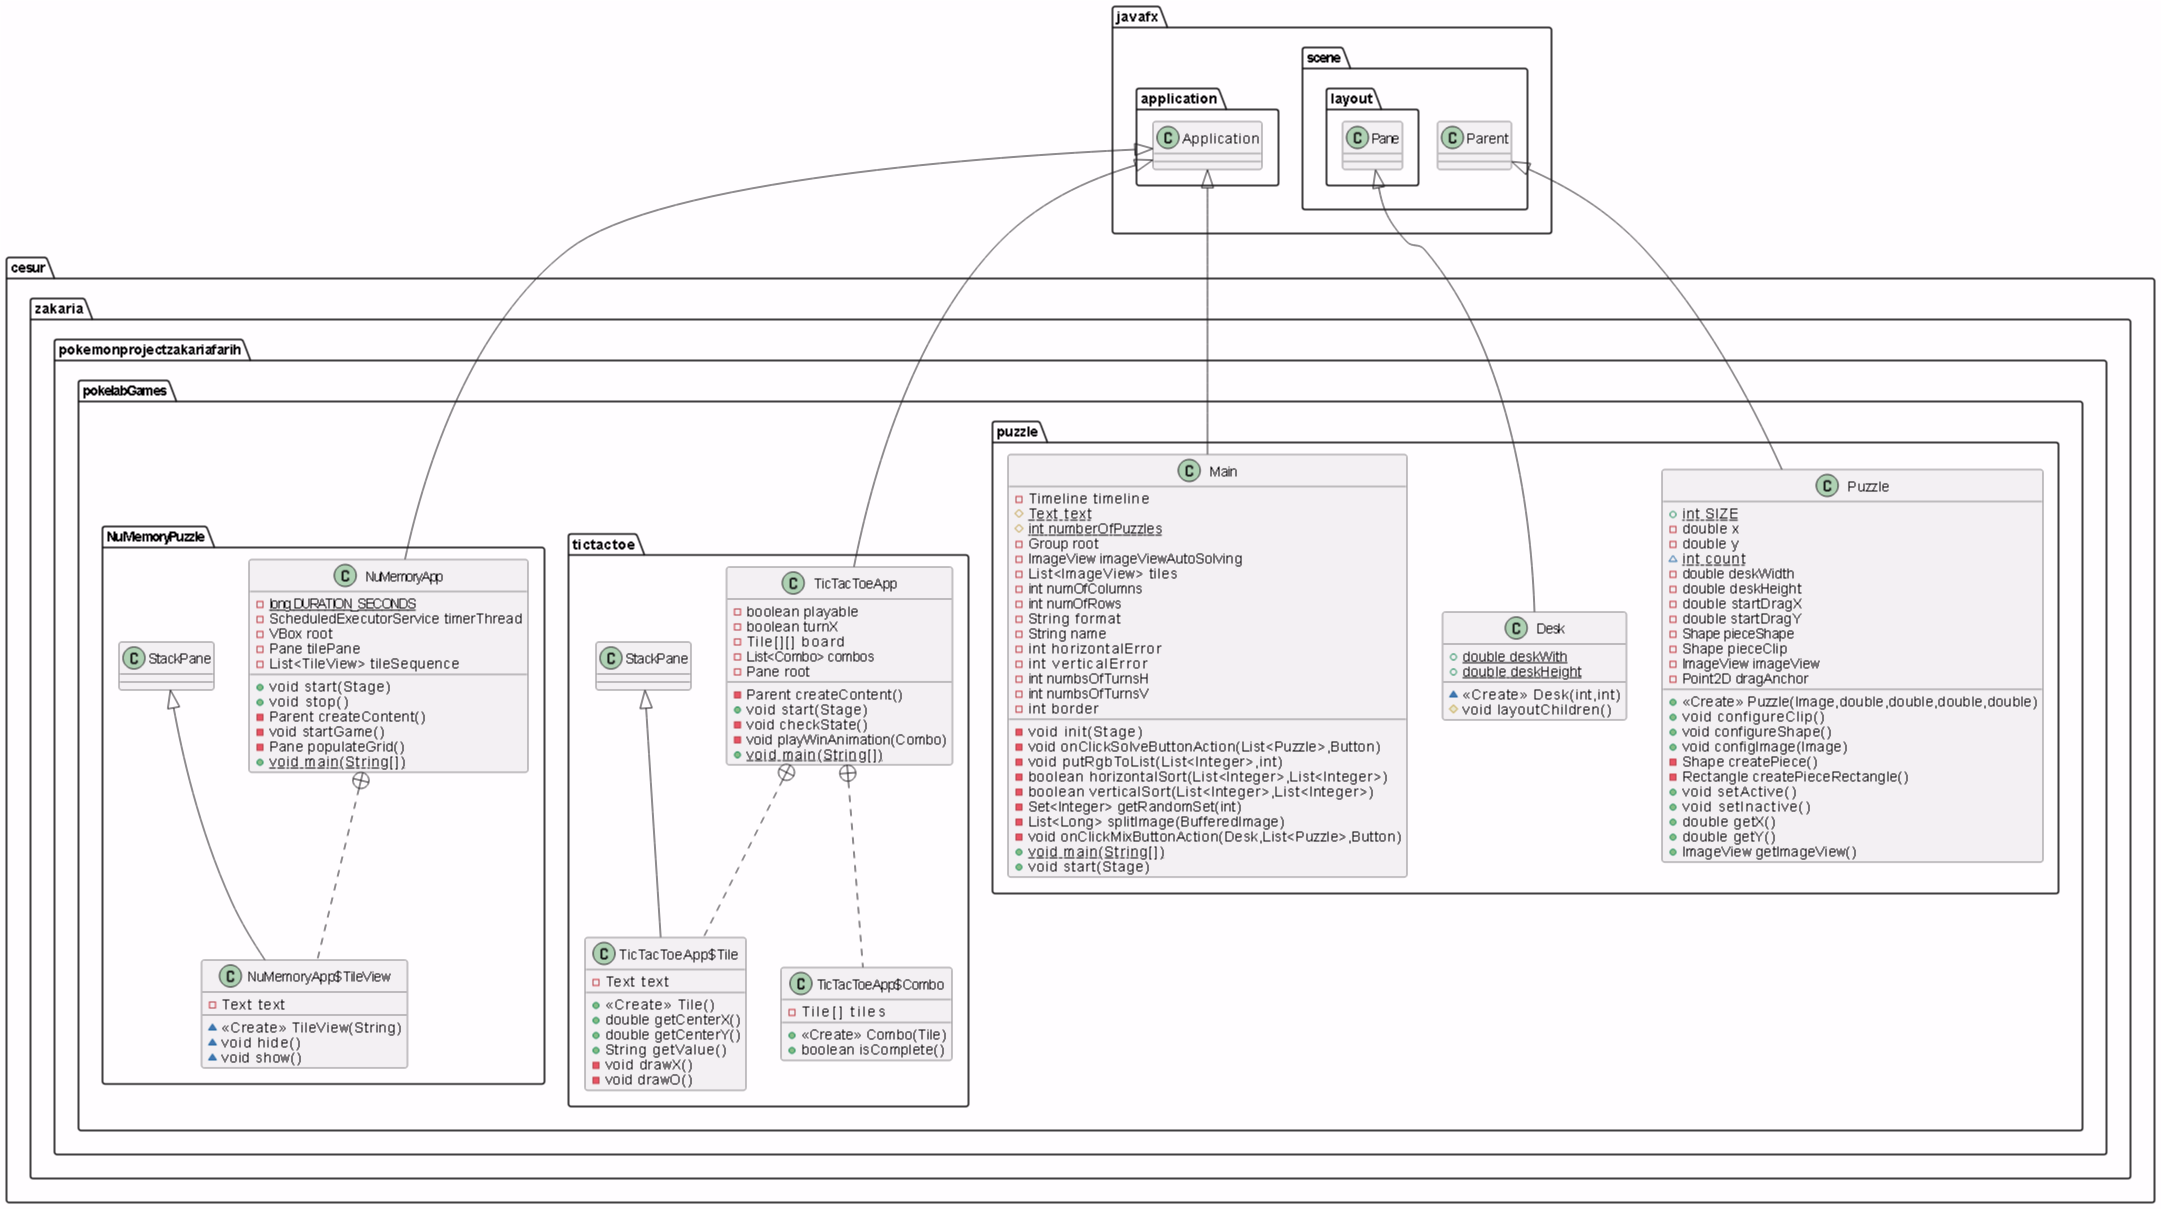 javafx
scene
application
layout
C Application
C Pane
C Parent
cesur
zakaria
pokemonprojectzakariafarih
pokelabGames
puzzle
C Main
Timeline timeline
Text text
int numberOfPuzzles
Group root
ImageView imageViewAutoSolving
List<ImageView> tiles
int numOfColumns
int numOfRows
String format
String name
int horizontalError
int verticalError
int numbsOfTurnsH
int numbsOfTurnsV
int border
void init(Stage)
void onClickSolveButtonAction(List<Puzzle>,Button)
void putRgbToList(List<Integer>,int)
boolean horizontalSort(List<Integer>,List<Integer>)
boolean verticalSort(List<Integer>,List<Integer>)
Set<Integer> getRandomSet(int)
List<Long> splitImage(BufferedImage)
void onClickMixButtonAction(Desk,List<Puzzle>,Button)
void main(String[])
void start(Stage)
C Desk
double deskWith
double deskHeight
«Create» Desk(int,int)
void layoutChildren()
C Puzzle
int SIZE
double x
double y
int count
double deskWidth
double deskHeight
double startDragX
double startDragY
Shape pieceShape
Shape pieceClip
ImageView imageView
Point2D dragAnchor
«Create» Puzzle(Image,double,double,double,double)
void configureClip()
void configureShape()
void configImage(Image)
Shape createPiece()
Rectangle createPieceRectangle()
void setActive()
void setInactive()
double getX()
double getY()
ImageView getImageView()
NuMemoryPuzzle
C NuMemoryApp
long DURATION_SECONDS
ScheduledExecutorService timerThread
VBox root
Pane tilePane
List<TileView> tileSequence
void start(Stage)
void stop()
Parent createContent()
void startGame()
Pane populateGrid()
void main(String[])
C StackPane
C NuMemoryApp$TileView
Text text
«Create» TileView(String)
void hide()
void show()
tictactoe
C TicTacToeApp
boolean playable
boolean turnX
Tile[][] board
List<Combo> combos
Pane root
Parent createContent()
void start(Stage)
void checkState()
void playWinAnimation(Combo)
void main(String[])
C StackPane
C TicTacToeApp$Tile
Text text
«Create» Tile()
double getCenterX()
double getCenterY()
String getValue()
void drawX()
void drawO()
C TicTacToeApp$Combo
Tile[] tiles
«Create» Combo(Tile)
boolean isComplete()